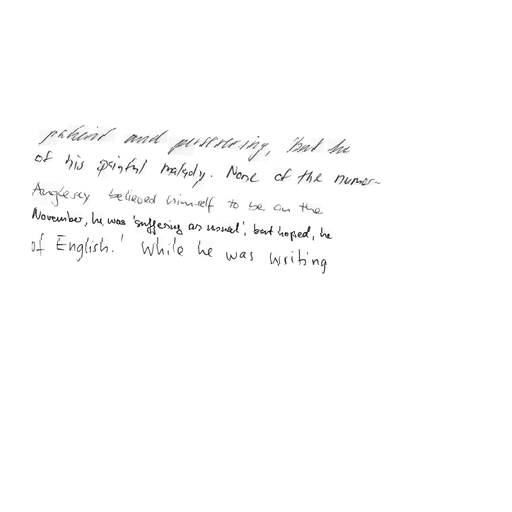 patient and persevering, but he
of his painful malady. None of the numer-
Anglesey believed himself to be on the
November, he was 'suffering as usual', but hoped, he
of English.' While he was writing